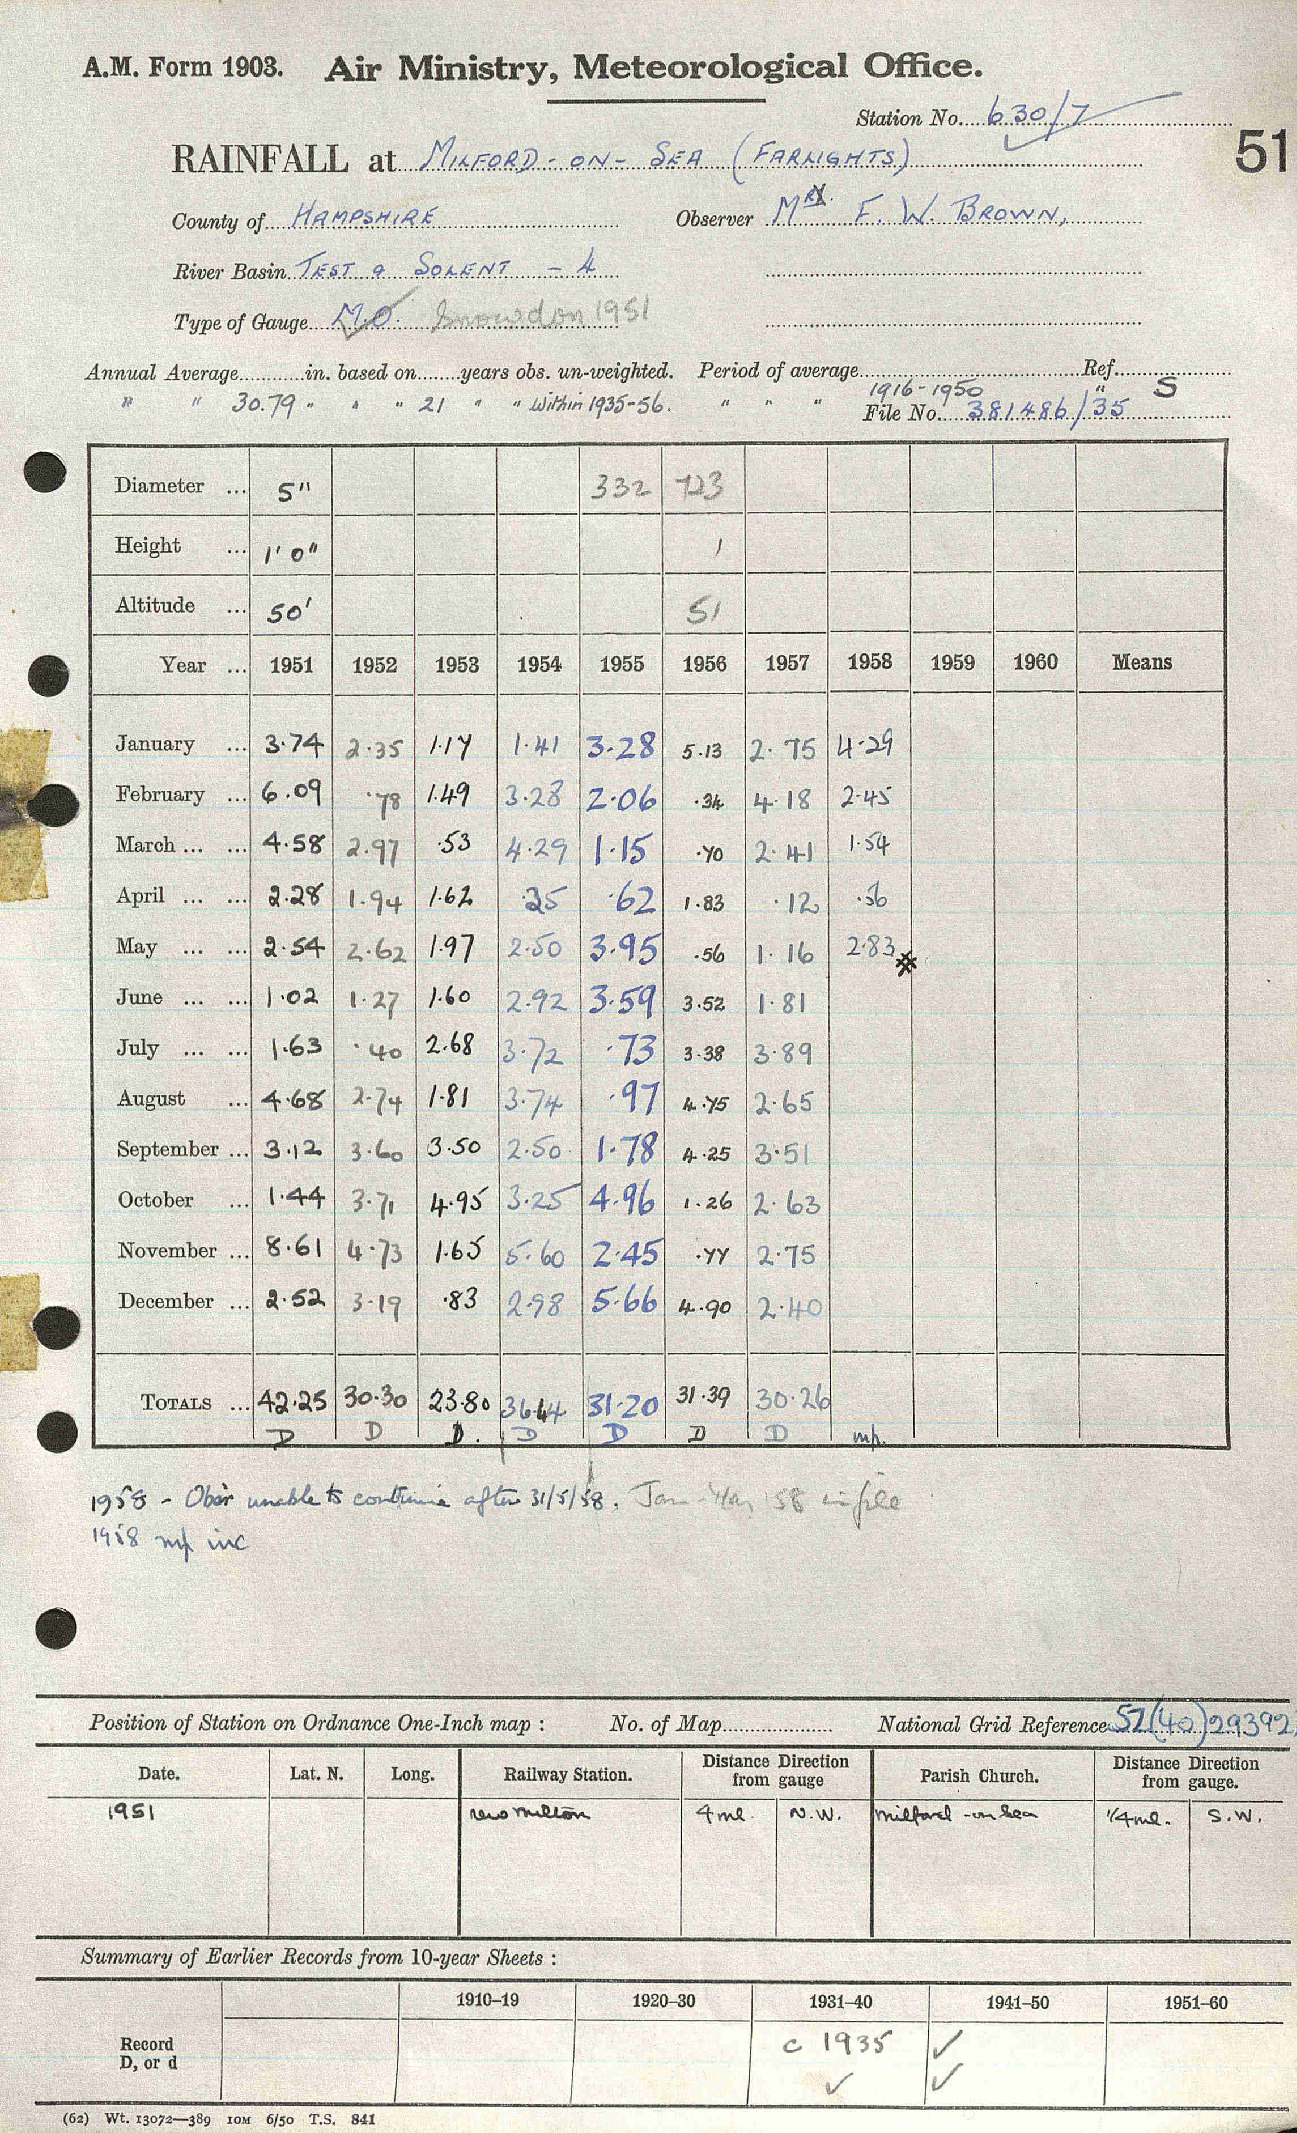 A.M. Form 1903. Air Ministry, Meteorological Office.
Station No. 630/7
51
RAINFALL at MILFORD-ON-SEA (FARLIGHTS)
County of HAMPSHIRE Observer F. W. BROWN,
River Basin TEST & SOLENT - 4
Type of Gauge M.O. Snowdon 1951
Annual Average in. based on years obs. un-weighted. Period of average Ref.
" " 30.79 " " " 21 " " within 1935-56. " " " 1916-1950 " S
File No. 381486/35
Diameter ... 5" 332 723
Height ... 1' 0" 1
Altitude ... 50' 51
Year ... 1951 1952 1953 1954 1955 1956 1957 1958 1959 1960 Means
January ... 3.74 2.35 1.17 1.41 3.28 5.13 2.75 4.29
February ... 6.09 .78 1.49 3.28 2.06 .34 4.18 2.45
March ... ... 4.58 2.97 .53 4.29 1.15 .70 2.41 1.54
April ... ... 2.28 1.94 1.62 .25 .62 1.83 .12 .56
May ... ... 2.54 2.62 1.97 2.50 3.95 .56 1.16 2.83
June ... ... 1.02 1.27 1.60 2.92 3.59 3.52 1.81
July ... ... 1.63 .40 2.68 3.72 .73 3.38 3.89
August ... 4.68 2.74 1.81 3.74 .97 4.75 2.65
September ... 3.12 3.60 3.50 2.50 1.78 4.25 3.51
October ... 1.44 3.71 4.95 3.25 4.96 1.26 2.63
November ... 8.61 4.73 1.65 5.60 2.45 .77 2.75
December ... 2.52 3.19 .83 2.98 5.66 4.90 2.40
TOTALS ... 42.25 30.30 23.80 36.44 31.20 31.39 30.26
D D D. D D D D mp.
1958 - Obsr unable to continue after 31/5/58. Jan-May 58 in file
1958 mp inc
Position of Station on Ordnance One-Inch map : No. of Map National Grid Reference SZ(40)29392
Date. Lat. N. Long. Railway Station. Distance from gauge Direction Parish Church. Distance from gauge. Direction
1951 New Milton 4 ml. N.W. Milford-on-Sea 1/4 ml. S.W.
Summary of Earlier Records from 10-year Sheets :
1910–19 1920–30 1931–40 1941–50 1951–60
Record c 1935 ✓
D, or d ✓ ✓
(62) Wt. 13072—389 10M 6/50 T.S. 841